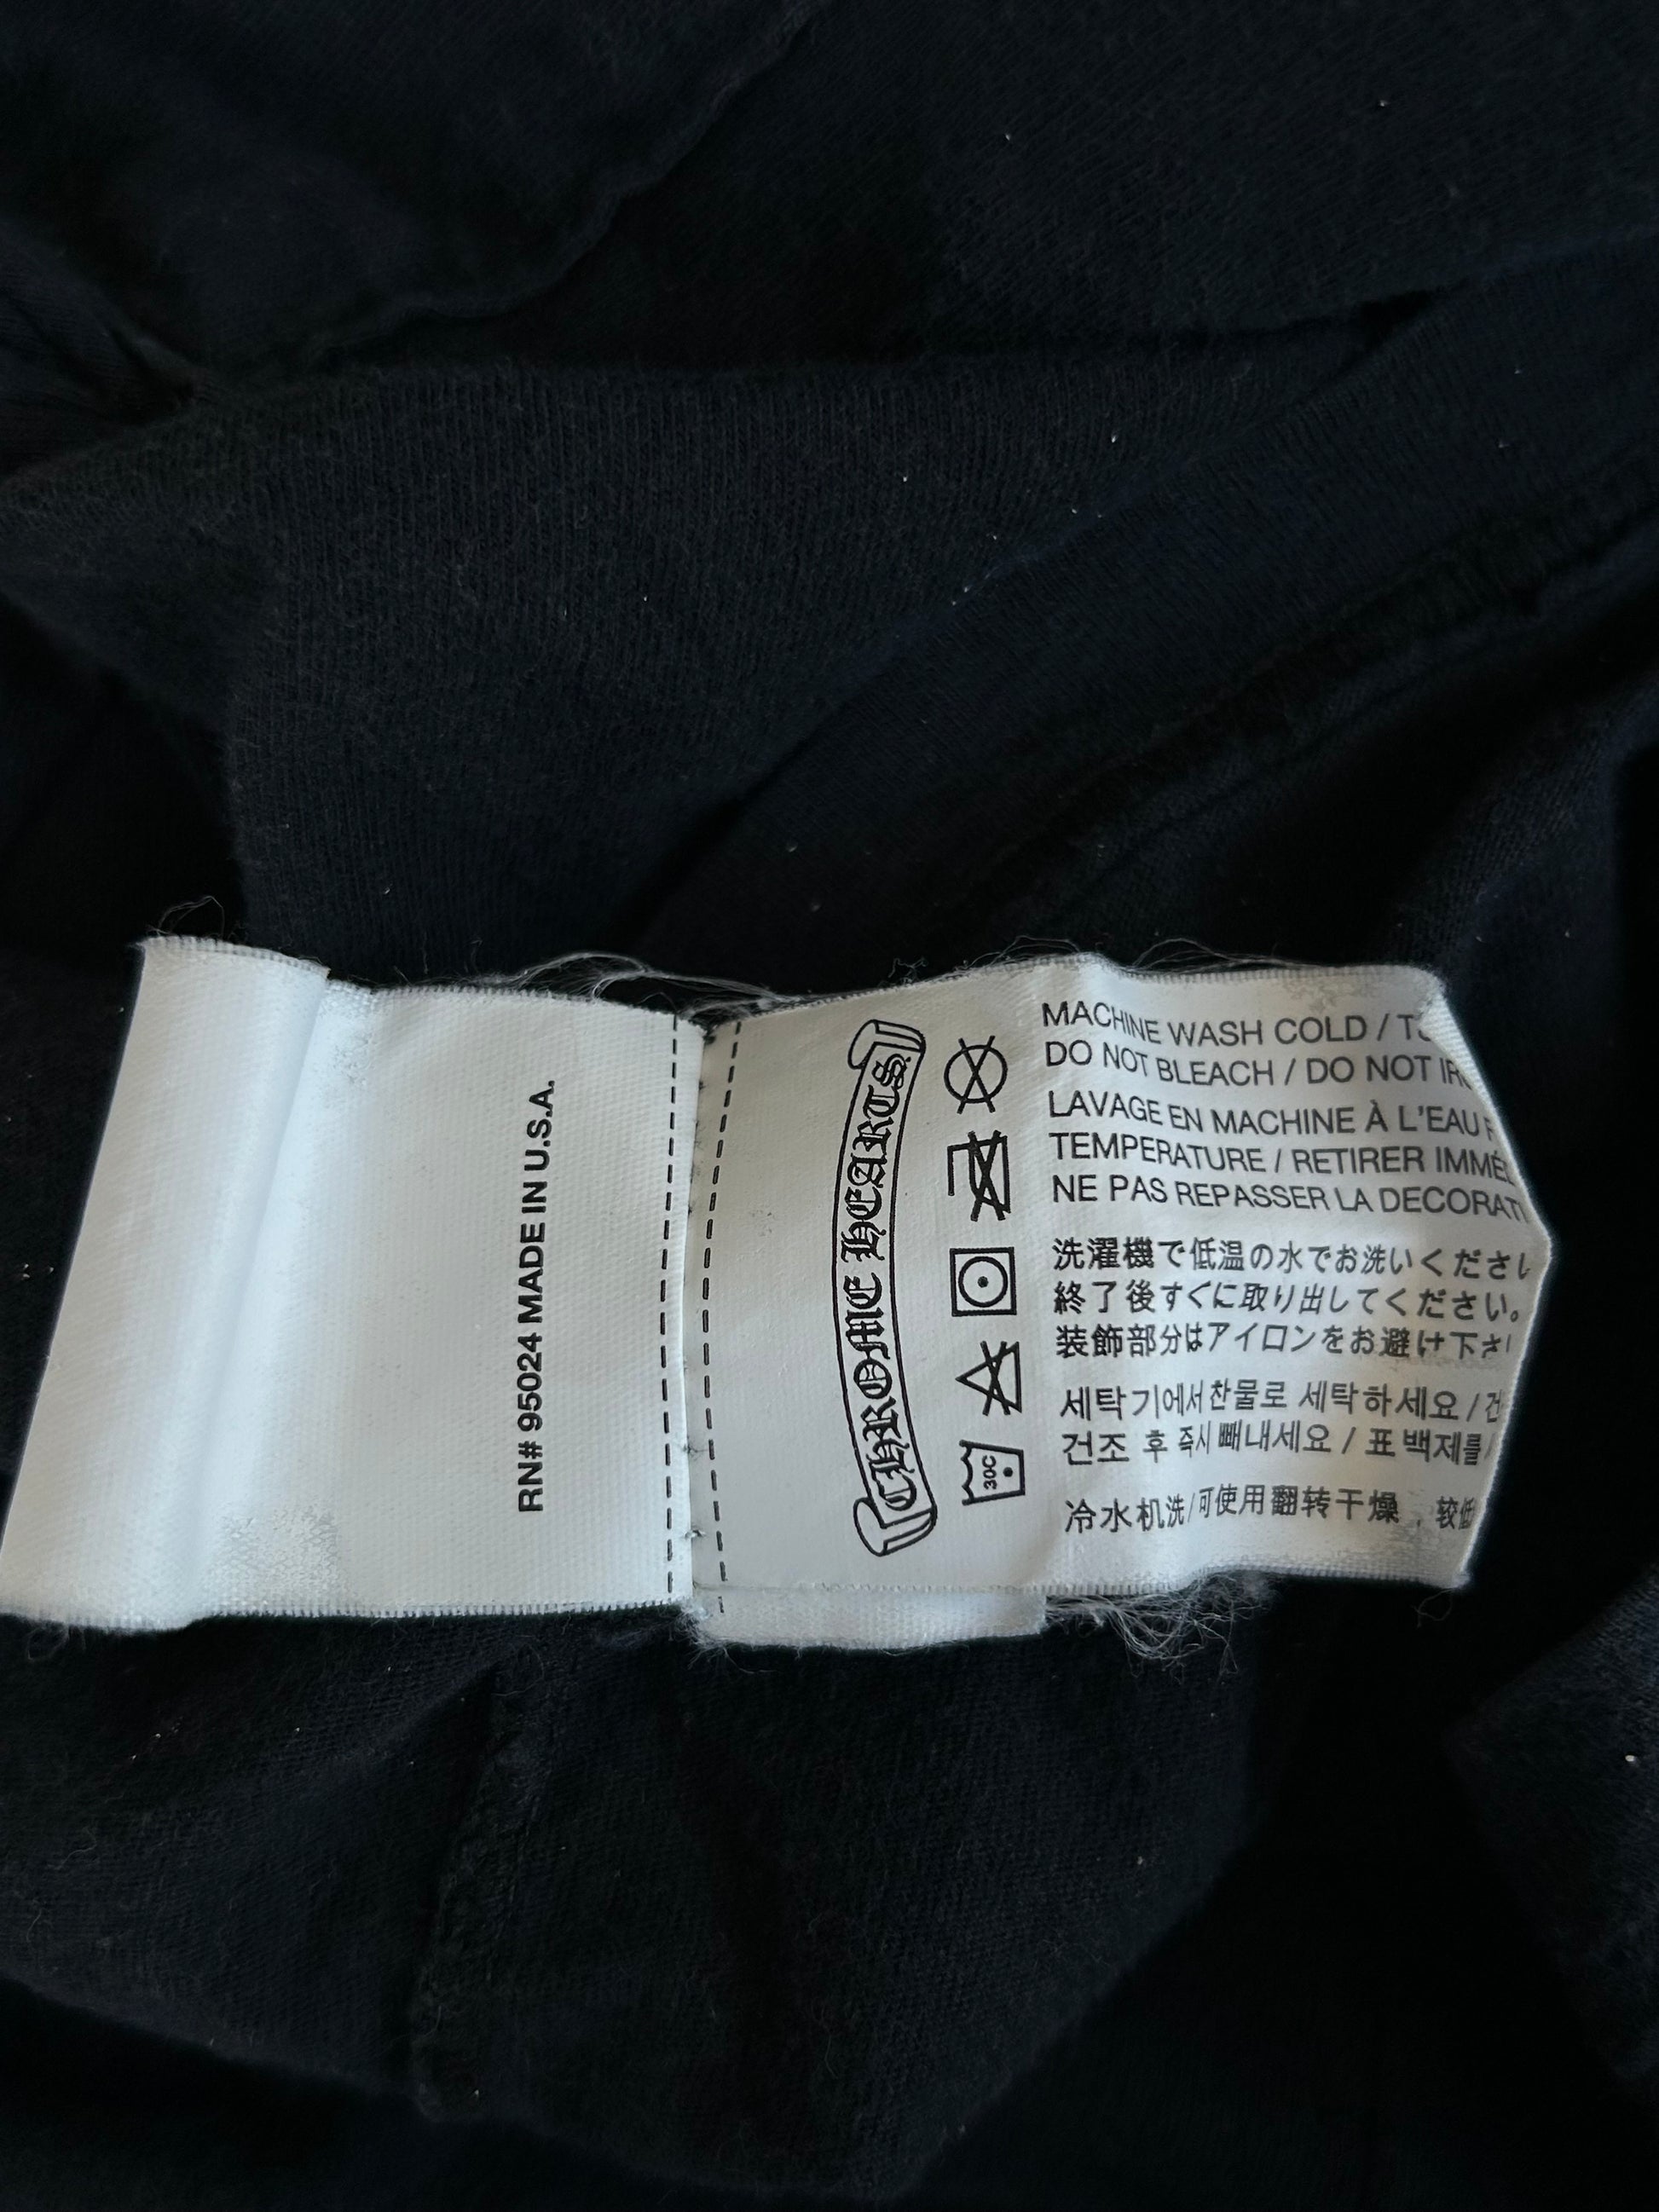 RN# 95024 MADE IN U.S.A.
CHROME HEARTS
30C
MACHINE WASH COLD /
DO NOT BLEACH / DO NOT
LAVAGE EN MACHINE À L'EAU
TEMPERATURE / RETIRER
NE PAS REPASSER LA
洗濯機で低温の水でお洗いくださ
終了後すぐに取り出してください。
装飾部分はアイロンをお避け下さ
세탁기에서 찬물로 세탁하세요 /
건조 후 즉시 빼내세요 / 표백제를
冷水机洗/可使用翻转干燥，较低